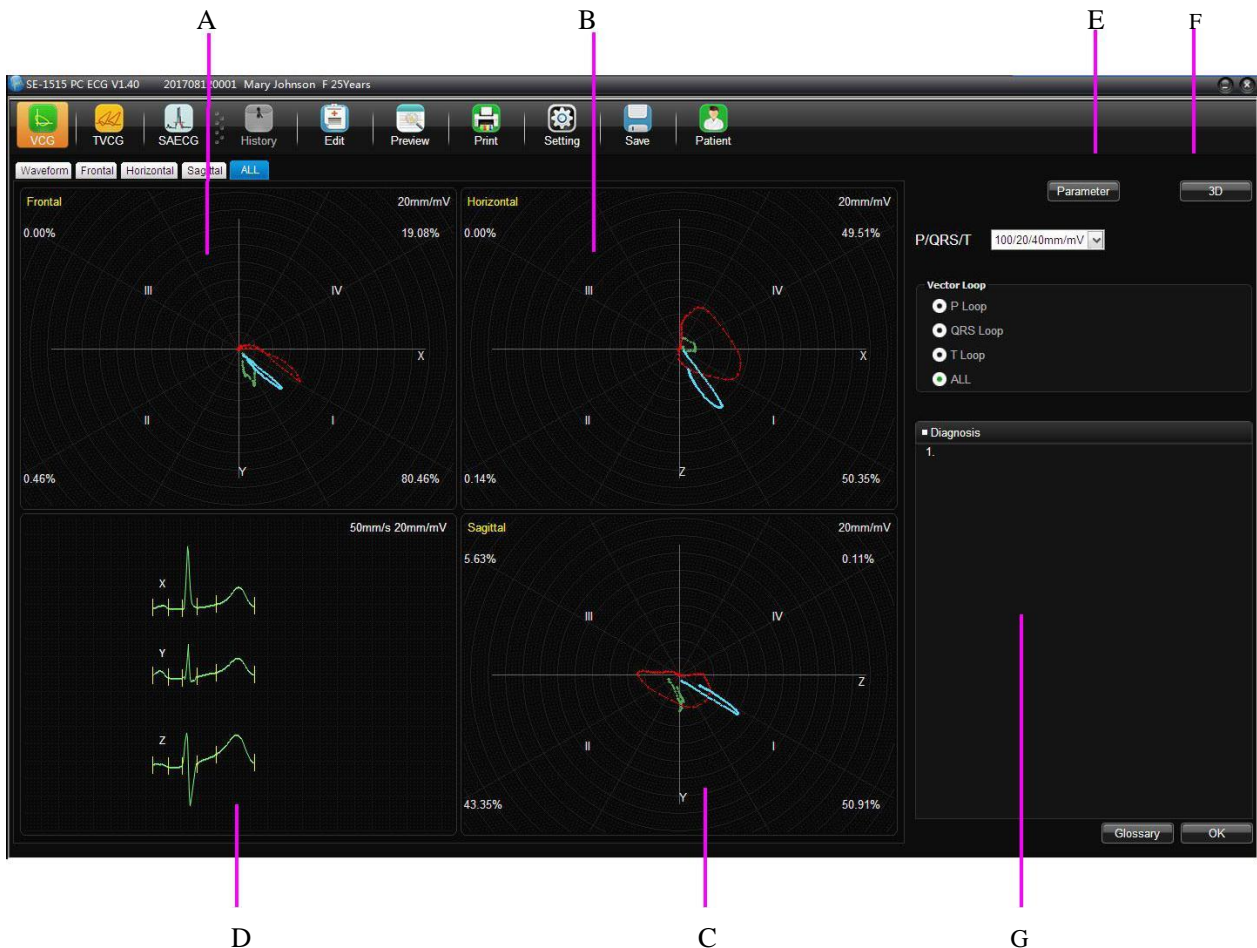 A B E F
SE-1515 PC ECG V1.40 201708120001 Mary Johnson F 25Years
VCG TVCG SAECG History Edit Preview Print Setting Save Patient
Waveform Frontal Horizontal Sagittal ALL
Parameter 3D
Frontal 20mm/mV
0.00% 19.08%
III IV
X
II I
Y
0.46% 80.46%
Horizontal 20mm/mV
0.00% 49.51%
III IV
X
II I
Z
0.14% 50.35%
P/QRS/T 100/20/40mm/mV
Vector Loop
P Loop
QRS Loop
T Loop
ALL
Diagnosis
1.
50mm/s 20mm/mV
X
Y
Z
Sagittal 20mm/mV
5.63% 0.11%
III IV
Z
II I
Y
43.35% 50.91%
Glossary OK
D C G